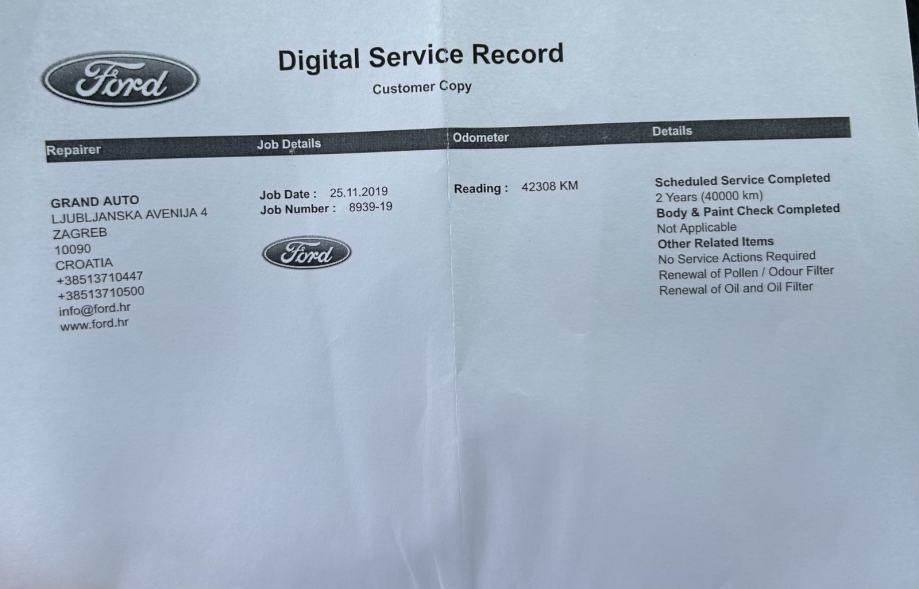 Ford
Digital Service Record
Customer Copy
Repairer Job Details Odometer Details
GRAND AUTO
LJUBLJANSKA AVENIJA 4
ZAGREB
10090
CROATIA
+38513710447
+38513710500
info@ford.hr
www.ford.hr
Job Date : 25.11.2019
Job Number : 8939-19
Ford
Reading : 42308 KM
Scheduled Service Completed
2 Years (40000 km)
Body & Paint Check Completed
Not Applicable
Other Related Items
No Service Actions Required
Renewal of Pollen / Odour Filter
Renewal of Oil and Oil Filter